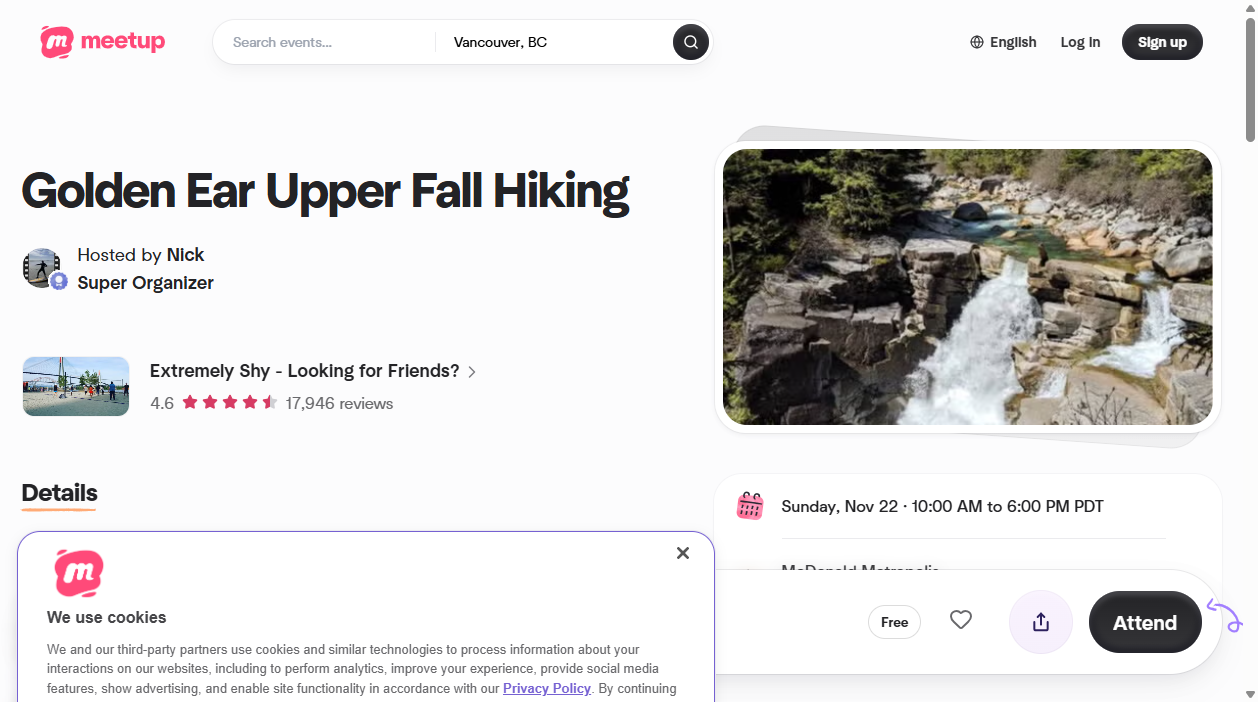 meetup
Search events...
Vancouver, BC
English
Log in
Sign up
Golden Ear Upper Fall Hiking
Hosted by Nick
Super Organizer
Extremely Shy - Looking for Friends?
4.6
17,946 reviews
Details
Sunday, Nov 22 · 10:00 AM to 6:00 PM PDT
McDonald Metropolis
Free
Attend
m
We use cookies
We and our third-party partners use cookies and similar technologies to process information about your
interactions on our websites, including to perform analytics, improve your experience, provide social media
features, show advertising, and enable site functionality in accordance with our Privacy Policy. By continuing